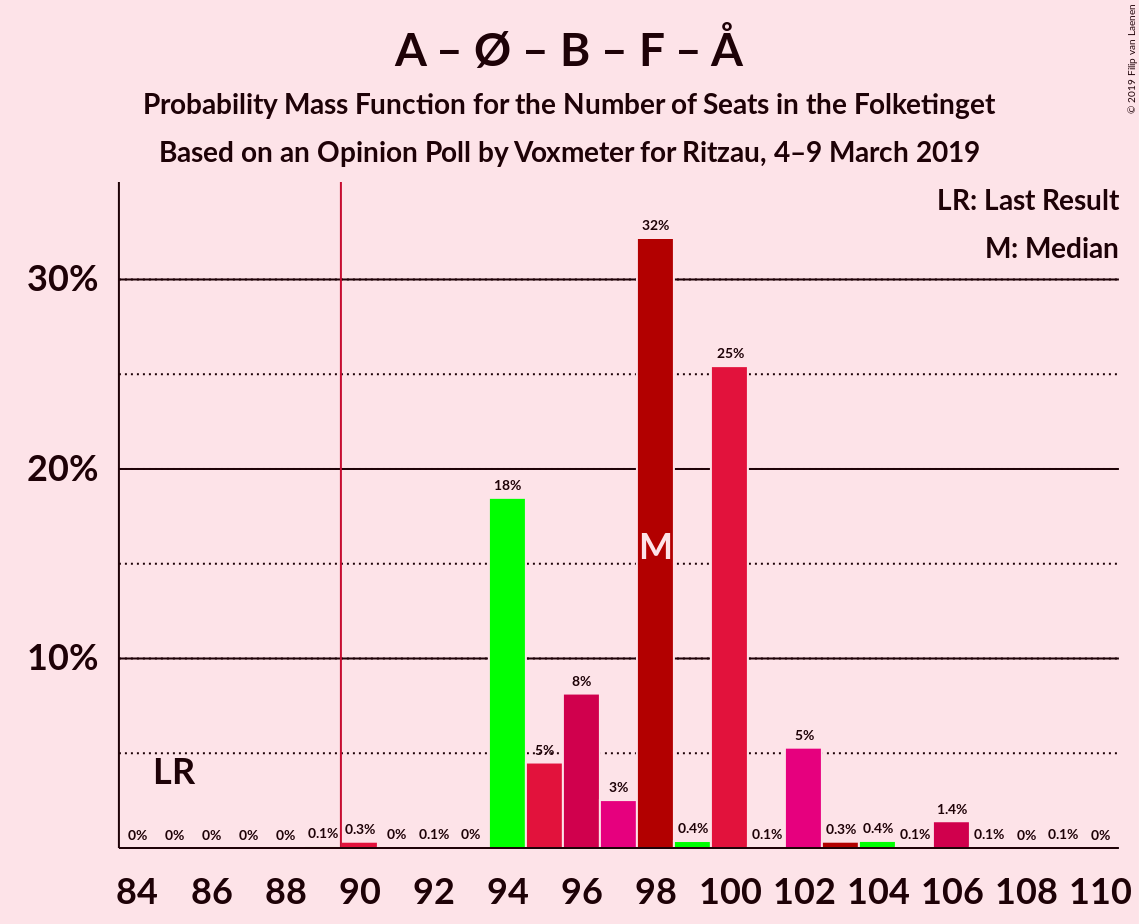 A – Ø – B – F – Å
Probability Mass Function for the Number of Seats in the Folketinget
Based on an Opinion Poll by Voxmeter for Ritzau, 4–9 March 2019
© 2019 Filip van Laenen
LR: Last Result
M: Median
30%
20%
10%
32%
25%
18%
M
8%
5%
5%
3%
LR
1.4%
0% 0% 0% 0% 0% 0.1% 0.3% 0% 0.1% 0% 0.4% 0.1% 0.3% 0.4% 0.1% 0.1% 0% 0.1% 0%
84 86 88 90 92 94 96 98 100 102 104 106 108 110